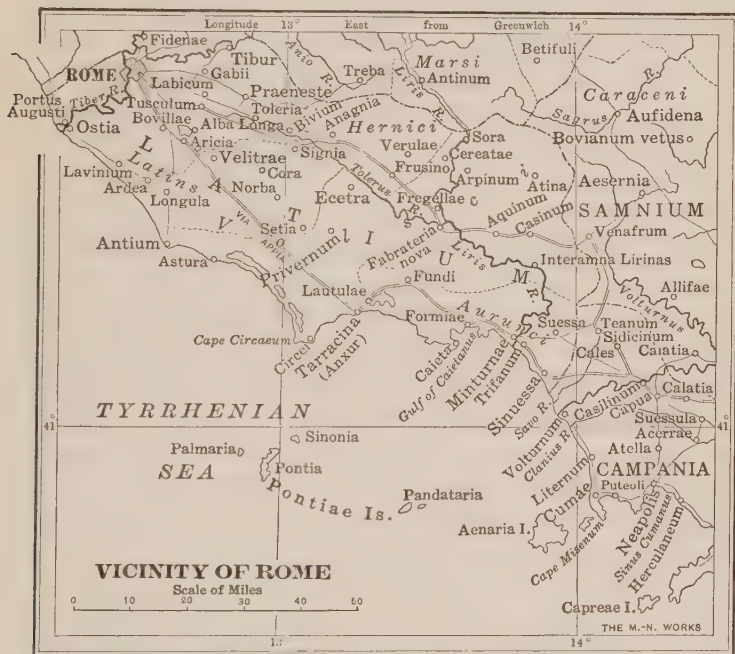 Longitude 13° East from Greenwich 14°
Fidenae
Tibur
Anio R.
Marsi
Betifuli
ROME
Gabii
Treba
Liris R.
Antinum
Labicum
Praeneste
Caraceni
R.
Portus
Augusti
Tiber R.
Tusculum
Toleria
Bivium
Anagnia
Sagrus
Aufidena
Ostia
Bovillae
Alba Longa
Hernici
Sora
Bovianum vetus
Aricia
Signia
Verulae
Cereatae
Velitrae
Frusino
Lavinium
Latins
Cora
Tolerus R.
Arpinum
Atina
Aesernia
Ardea
Norba
Ecetra
Longula
Fregellae
SAMNIUM
LATIUM
VIA
APPIA
Setia
Aquinum
Casinum
Venafrum
Antium
Privernum
Fabrateria
nova
Liris
R.
Interamna Lirinas
Astura
Fundi
Allifae
Lautulae
Volturnus
Formiae
Aurunci
Suessa
Teanum
Sidicinum
Cape Circaeum
Circei
Tarracina
(Anxur)
Caieta
Gulf of Caietanus
Minturnae
Trifanum
Cales
Caiatia
Sinuessa
Casilinum
Capua
Calatia
TYRRHENIAN
SEA
41°
Savo R.
Suessula
41°
Sinonia
Volturnum
Clanius R.
Acerrae
Palmaria
Atella
Pontia
Liternum
CAMPANIA
Pontiae Is.
Pandataria
Cumae
Puteoli
Aenaria I.
Cape Misenum
Neapolis
Sinus Cumanus
Herculaneum
VICINITY OF ROME
Scale of Miles
0 10 20 30 40 60
Capreae I.
THE M.-N. WORKS
14°